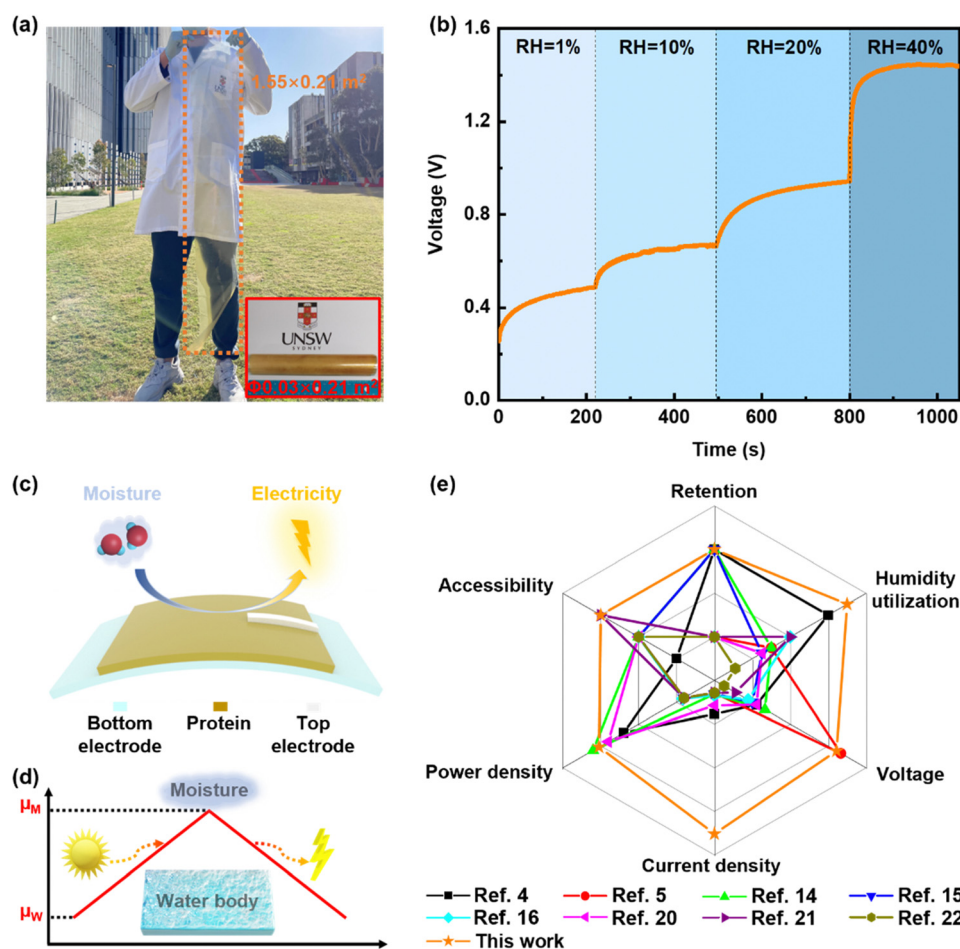 (a)
1.55×0.21 m²
UNSW
SYDNEY
Φ0.03×0.21 m²
(b)
RH=1%
RH=10%
RH=20%
RH=40%
1.6
1.2
0.8
0.4
0.0
Voltage (V)
0
200
400
600
800
1000
Time (s)
(c)
Moisture
Electricity
Bottom
electrode
Protein
Top
electrode
(d)
μM
μW
Moisture
Water body
(e)
Retention
Humidity
utilization
Voltage
Current density
Power density
Accessibility
Ref. 4
Ref. 5
Ref. 14
Ref. 15
Ref. 16
Ref. 20
Ref. 21
Ref. 22
This work